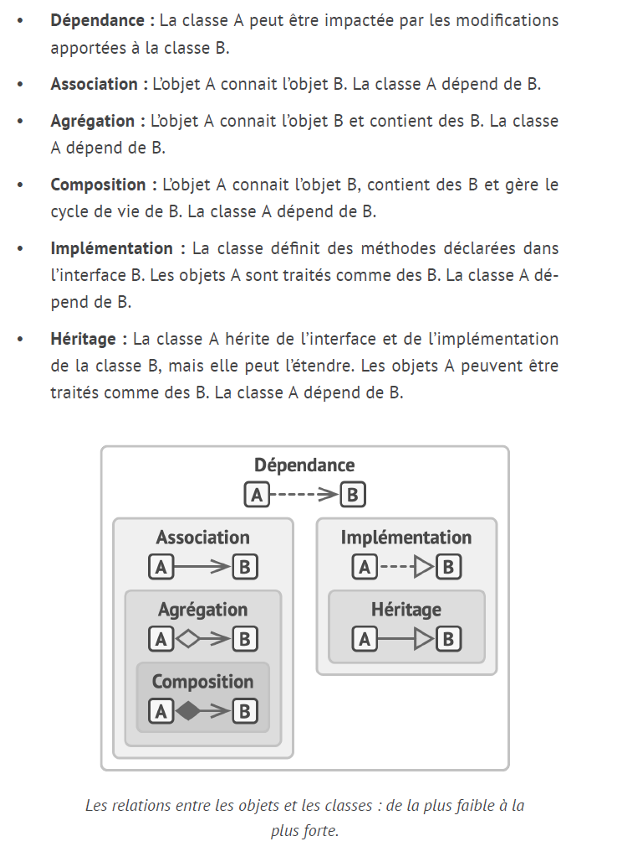 • Dépendance : La classe A peut être impactée par les modifications
apportées à la classe B.
• Association : L’objet A connait l’objet B. La classe A dépend de B.
• Agrégation : L’objet A connait l’objet B et contient des B. La classe
A dépend de B.
• Composition : L’objet A connait l’objet B, contient des B et gère le
cycle de vie de B. La classe A dépend de B.
• Implémentation : La classe définit des méthodes déclarées dans
l’interface B. Les objets A sont traités comme des B. La classe A dé-
pend de B.
• Héritage : La classe A hérite de l’interface et de l’implémentation
de la classe B, mais elle peut l’étendre. Les objets A peuvent être
traités comme des B. La classe A dépend de B.
Dépendance
A B
Association
A B
Agrégation
A B
Composition
A B
Implémentation
A B
Héritage
A B
Les relations entre les objets et les classes : de la plus faible à la
plus forte.